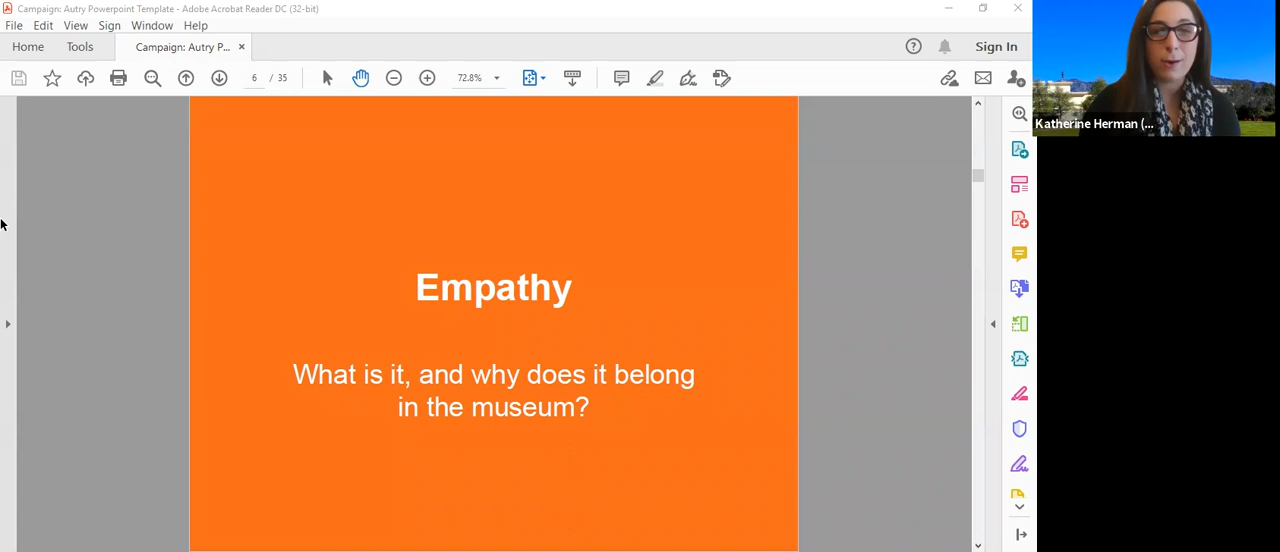 Campaign: Autry Powerpoint Template - Adobe Acrobat Reader DC (32-bit)
File Edit View Sign Window Help
Home Tools Campaign: Autry P... × Sign In
6 / 35 72.8%
Katherine Herman (...
Empathy
What is it, and why does it belong
in the museum?